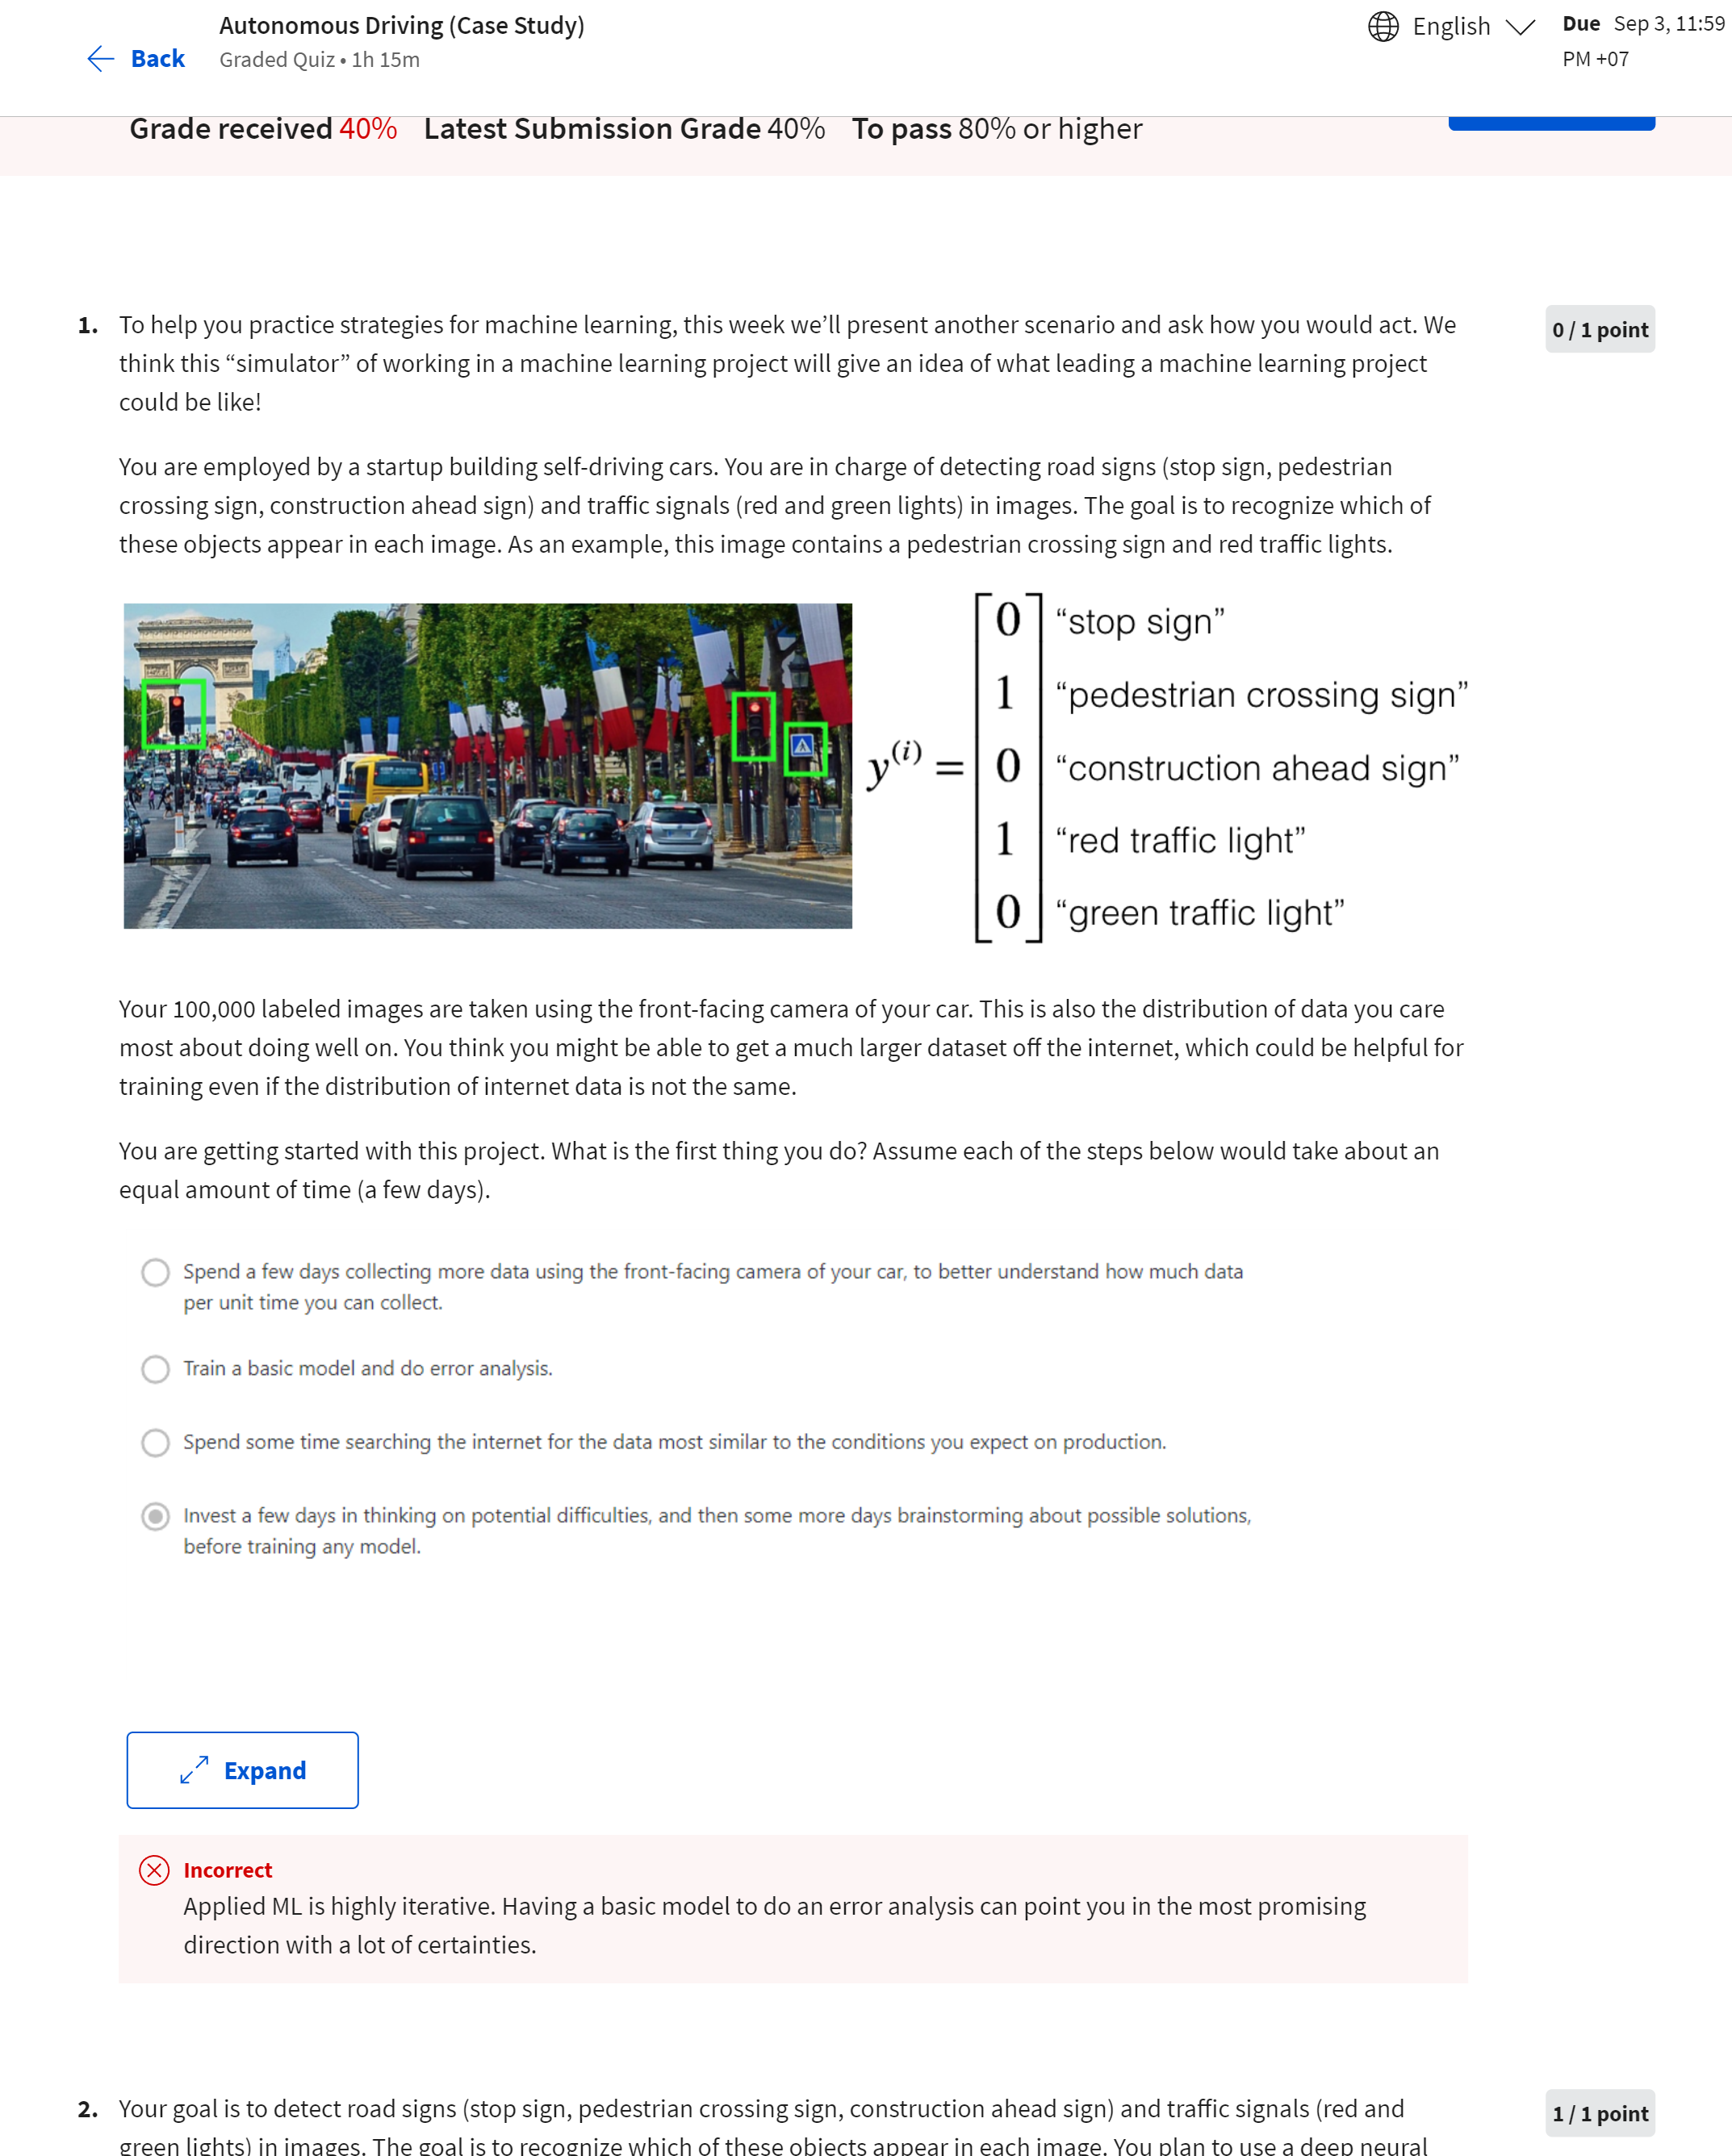 Autonomous Driving (Case Study)
Graded Quiz • 1h 15m
Back
English
Due Sep 3, 11:59
PM +07
Grade received 40% Latest Submission Grade 40% To pass 80% or higher
1. To help you practice strategies for machine learning, this week we’ll present another scenario and ask how you would act. We
think this “simulator” of working in a machine learning project will give an idea of what leading a machine learning project
could be like!
0 / 1 point
You are employed by a startup building self-driving cars. You are in charge of detecting road signs (stop sign, pedestrian
crossing sign, construction ahead sign) and traffic signals (red and green lights) in images. The goal is to recognize which of
these objects appear in each image. As an example, this image contains a pedestrian crossing sign and red traffic lights.
y(i) =
0 “stop sign”
1 “pedestrian crossing sign”
0 “construction ahead sign”
1 “red traffic light”
0 “green traffic light”
Your 100,000 labeled images are taken using the front-facing camera of your car. This is also the distribution of data you care
most about doing well on. You think you might be able to get a much larger dataset off the internet, which could be helpful for
training even if the distribution of internet data is not the same.
You are getting started with this project. What is the first thing you do? Assume each of the steps below would take about an
equal amount of time (a few days).
Spend a few days collecting more data using the front-facing camera of your car, to better understand how much data
per unit time you can collect.
Train a basic model and do error analysis.
Spend some time searching the internet for the data most similar to the conditions you expect on production.
Invest a few days in thinking on potential difficulties, and then some more days brainstorming about possible solutions,
before training any model.
Expand
Incorrect
Applied ML is highly iterative. Having a basic model to do an error analysis can point you in the most promising
direction with a lot of certainties.
2. Your goal is to detect road signs (stop sign, pedestrian crossing sign, construction ahead sign) and traffic signals (red and
green lights) in images. The goal is to recognize which of these objects appear in each image. You plan to use a deep neural
1 / 1 point